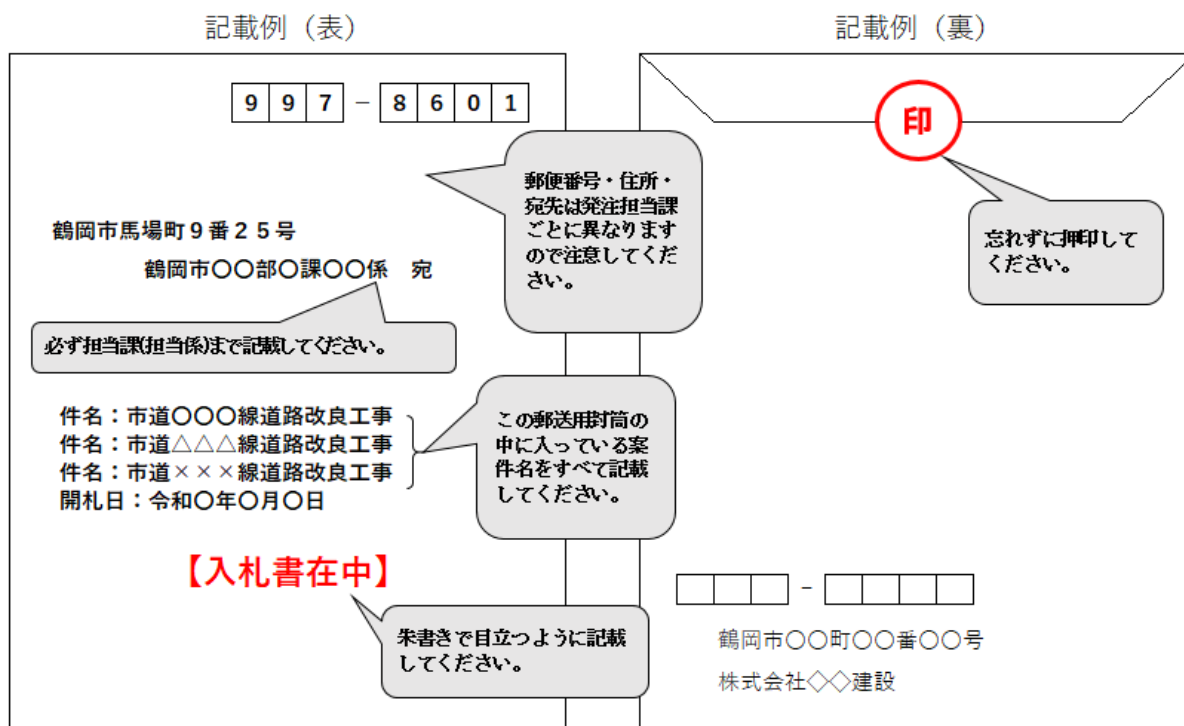 記載例（表）
997-8601
郵便番号・住所・
宛先は発注担当課
ごとに異なります
ので注意してくだ
さい。
鶴岡市馬場町９番２５号
鶴岡市〇〇部〇課〇〇係　宛
必ず担当課(担当係)まで記載してください。
件名：市道〇〇〇線道路改良工事
件名：市道△△△線道路改良工事
件名：市道×××線道路改良工事
開札日：令和〇年〇月〇日
この郵送用封筒の
中に入っている案
件名をすべて記載
してください。
【入札書在中】
朱書きで目立つように記載
してください。
記載例（裏）
印
忘れずに押印して
ください。
-
鶴岡市〇〇町〇〇番〇〇号
株式会社◇◇建設